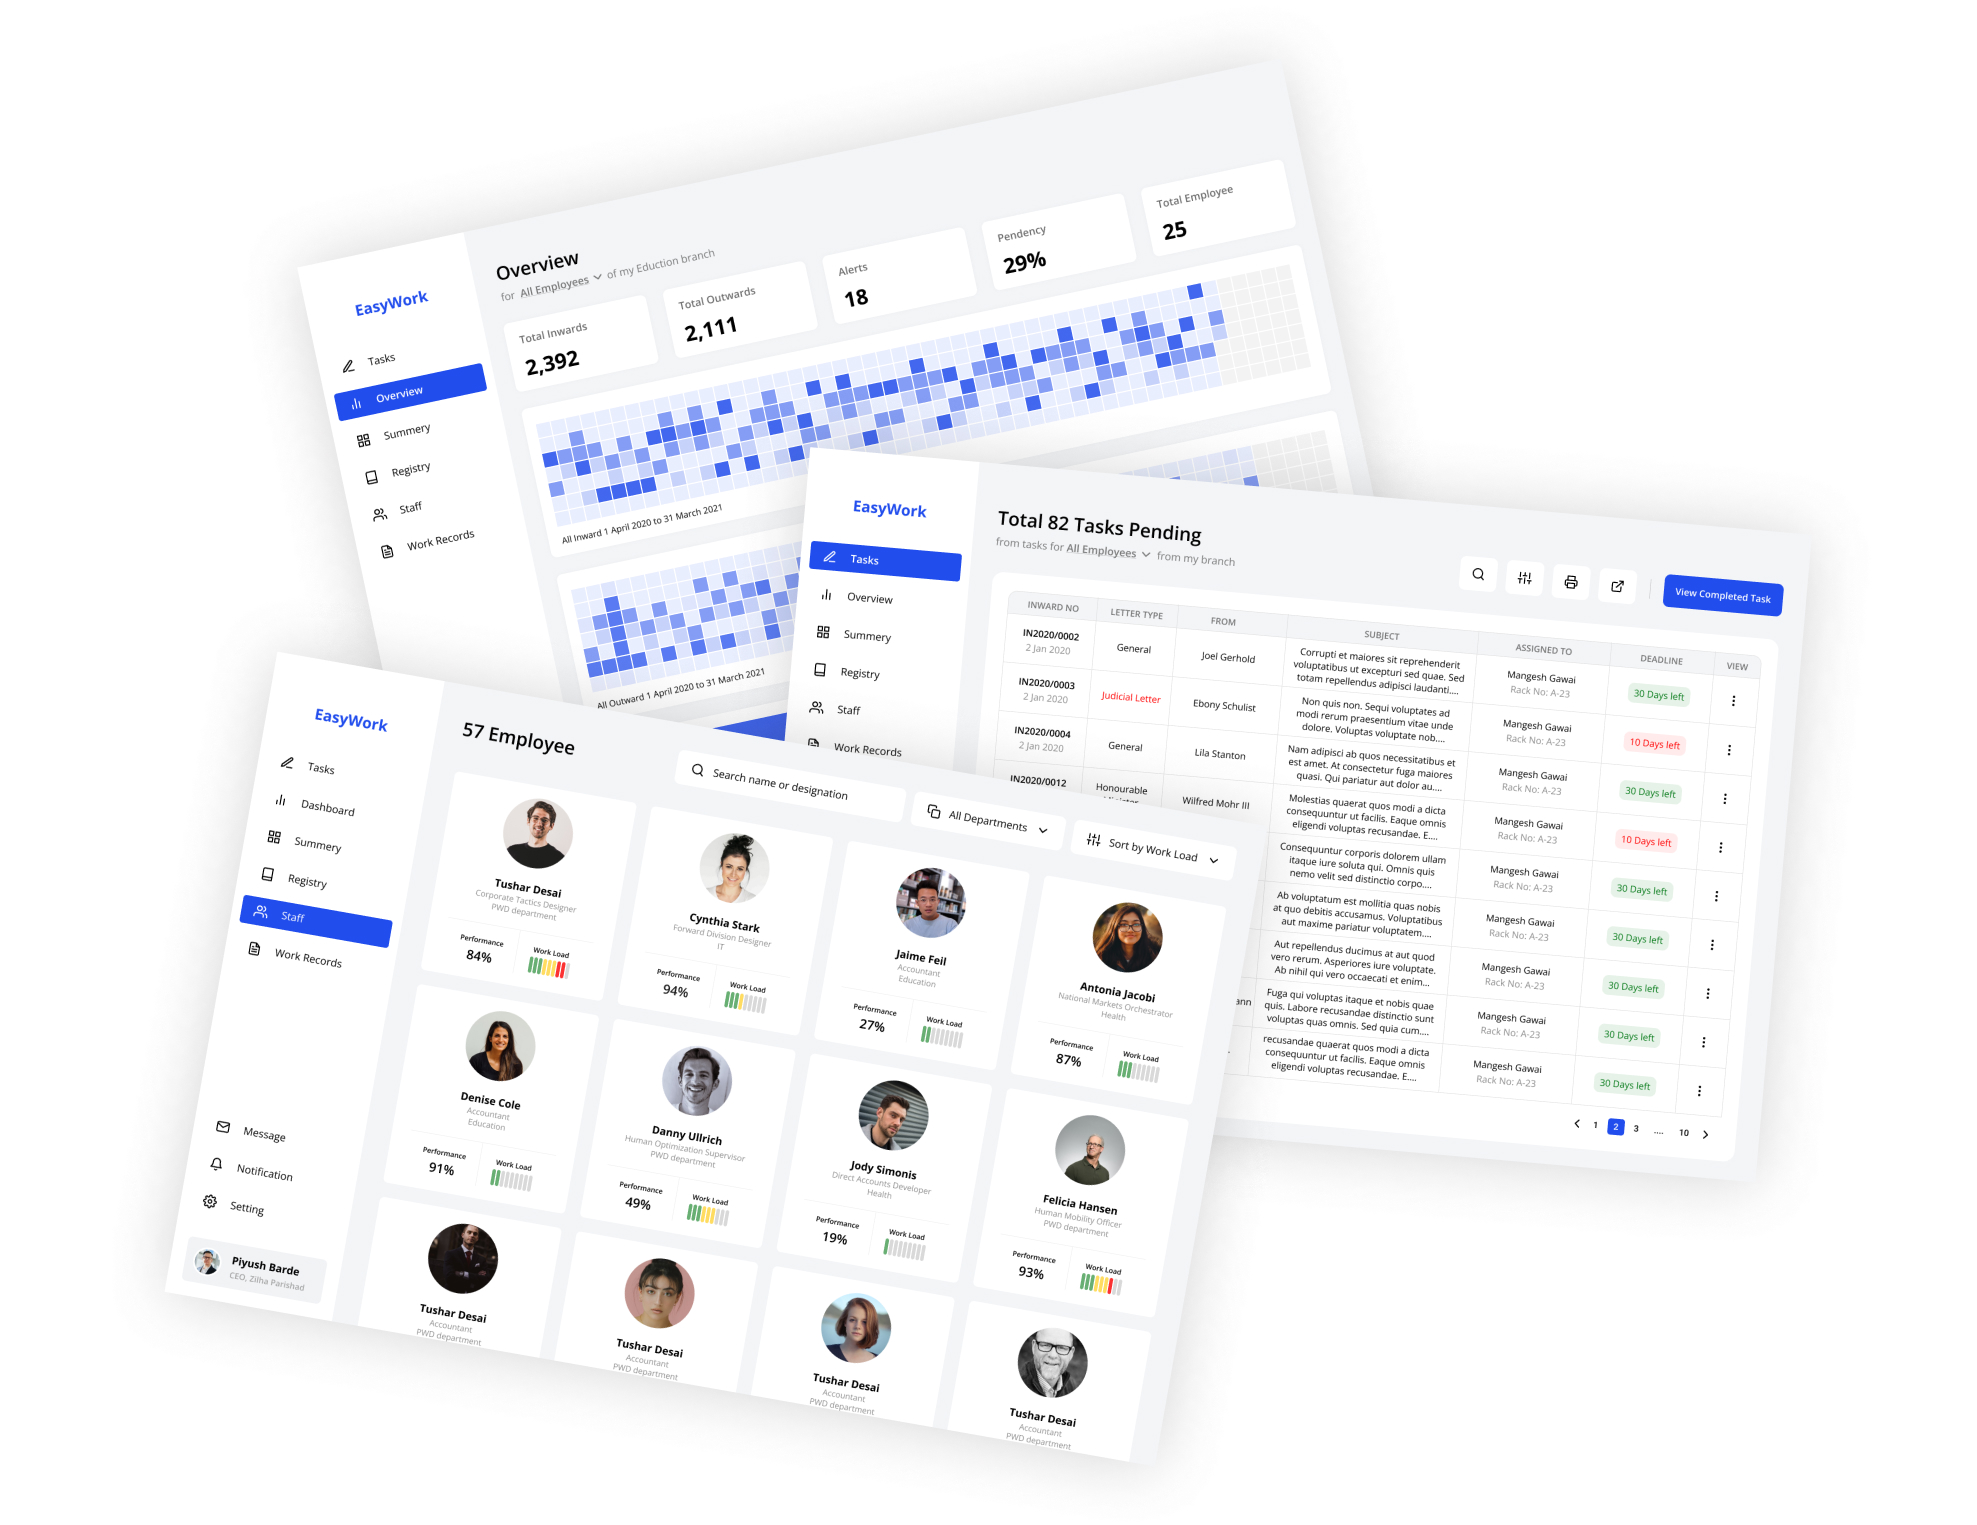 EasyWork
Tasks
Overview
Summery
Registry
Staff
Work Records
Overview
for All Employees of my Eduction branch
Total Inwards
2,392
Total Outwards
2,111
Alerts
18
Pendency
29%
Total Employee
25
All Inward 1 April 2020 to 31 March 2021
All Outward 1 April 2020 to 31 March 2021
EasyWork
Tasks
Overview
Summery
Registry
Staff
Work Records
Total 82 Tasks Pending
from tasks for All Employees from my branch
View Completed Task
INWARD NO LETTER TYPE FROM SUBJECT ASSIGNED TO DEADLINE VIEW
IN2020/0002
2 Jan 2020
General
Joel Gerhold
Corrupti et maiores sit reprehenderit
voluptatibus ut excepturi sed quae. Sed
totam repellendus adipisci laudanti....
Mangesh Gawai
Rack No: A-23
30 Days left
IN2020/0003
2 Jan 2020
Judicial Letter
Ebony Schulist
Non quis non. Sequi voluptates ad
modi rerum praesentium vitae unde
dolore. Voluptas voluptate nob....
Mangesh Gawai
Rack No: A-23
10 Days left
IN2020/0004
2 Jan 2020
General
Lila Stanton
Nam adipisci ab quos necessitatibus et
est amet. At consectetur fuga maiores
quasi. Qui pariatur aut dolor au....
Mangesh Gawai
Rack No: A-23
30 Days left
IN2020/0012
Honourable
Wilfred Mohr III
Molestias quaerat quos modi a dicta
consequuntur ut facilis. Eaque omnis
eligendi voluptas recusandae. E....
Mangesh Gawai
Rack No: A-23
10 Days left
Consequuntur corporis dolorem ullam
itaque iure soluta qui. Omnis quis
nemo velit sed distinctio corpo....
Mangesh Gawai
Rack No: A-23
30 Days left
Ab voluptatum est mollitia quas nobis
at quo debitis accusamus. Voluptatibus
aut maxime pariatur voluptatem....
Mangesh Gawai
Rack No: A-23
30 Days left
Aut repellendus ducimus at aut quod
vero rerum. Asperiores iure voluptate.
Ab nihil qui vero occaecati et enim...
Mangesh Gawai
Rack No: A-23
30 Days left
ann
Fuga qui voluptas itaque et nobis quae
quis. Labore recusandae distinctio sunt
voluptas quas omnis. Sed quia cum....
Mangesh Gawai
Rack No: A-23
30 Days left
recusandae quaerat quos modi a dicta
consequuntur ut facilis. Eaque omnis
eligendi voluptas recusandae. E....
Mangesh Gawai
Rack No: A-23
30 Days left
1 2 3 .... 10
EasyWork
Tasks
Dashboard
Summery
Registry
Staff
Work Records
Message
Notification
Setting
Piyush Barde
CEO, Zilha Parishad
57 Employee
Search name or designation
All Departments
Sort by Work Load
Tushar Desai
Corporate Tactics Designer
PWD department
Performance
84%
Work Load
Cynthia Stark
Forward Division Designer
IT
Performance
94%
Work Load
Jaime Feil
Accountant
Education
Performance
27%
Work Load
Antonia Jacobi
National Markets Orchestrator
Health
Performance
87%
Work Load
Denise Cole
Accountant
Education
Performance
91%
Work Load
Danny Ullrich
Human Optimization Supervisor
PWD department
Performance
49%
Work Load
Jody Simonis
Direct Accounts Developer
Health
Performance
19%
Work Load
Felicia Hansen
Human Mobility Officer
PWD department
Performance
93%
Work Load
Tushar Desai
Accountant
PWD department
Tushar Desai
Accountant
PWD department
Tushar Desai
Accountant
PWD department
Tushar Desai
Accountant
PWD department